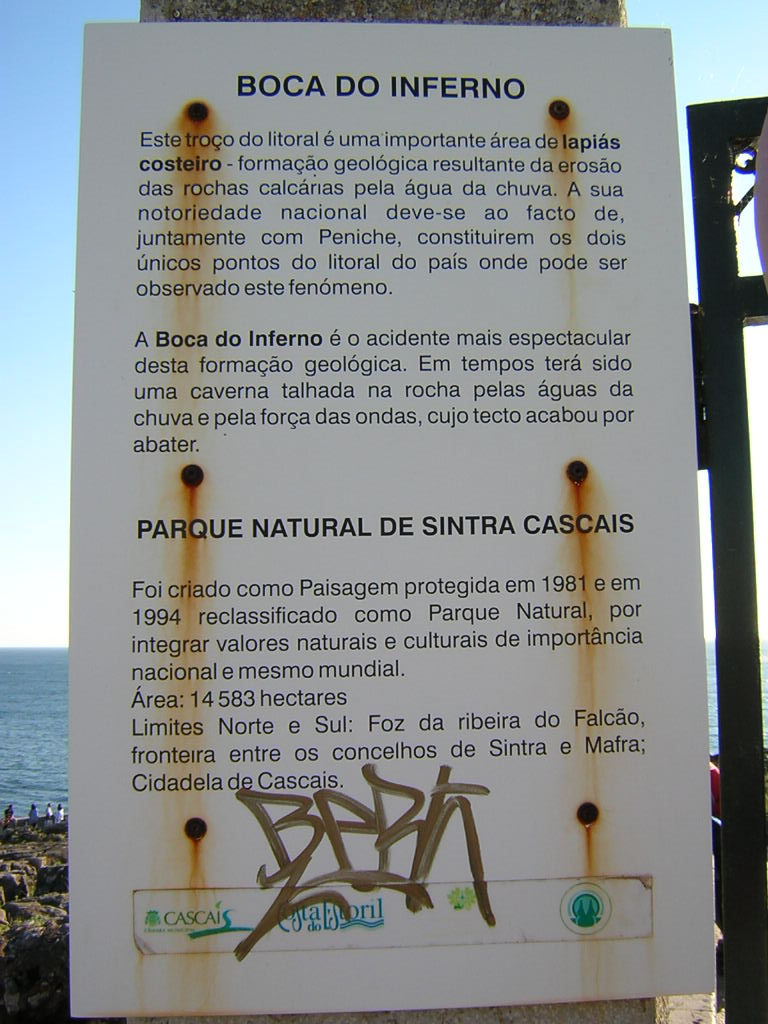 BOCA DO INFERNO
Este troço do litoral é uma importante área de lapiás
costeiro - formação geológica resultante da erosão
das rochas calcárias pela água da chuva. A sua
notoriedade nacional deve-se ao facto de,
juntamente com Peniche, constituirem os dois
únicos pontos do litoral do país onde pode ser
observado este fenómeno.
A Boca do Inferno é o acidente mais espectacular
desta formação geológica. Em tempos terá sido
uma caverna talhada na rocha pelas águas da
chuva e pela força das ondas, cujo tecto acabou por
abater.
PARQUE NATURAL DE SINTRA CASCAIS
Foi criado como Paisagem protegida em 1981 e em
1994 reclassificado como Parque Natural, por
integrar valores naturais e culturais de importância
nacional e mesmo mundial.
Área: 14 583 hectares
Limites Norte e Sul: Foz da ribeira do Falcão,
fronteira entre os concelhos de Sintra e Mafra;
Cidadela de Cascais.
CASCAIS
CÂMARA MUNICIPAL
Costa do Estoril